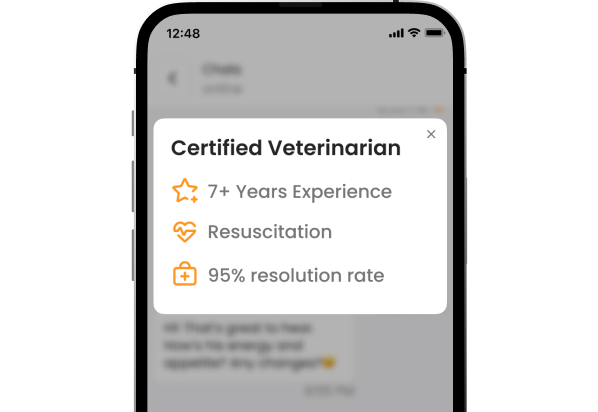 12:48
Chats
Certified Veterinarian
7+ Years Experience
Resuscitation
95% resolution rate
Hi! That's great to hear.
How's his energy and
appetite? Any changes?🧡